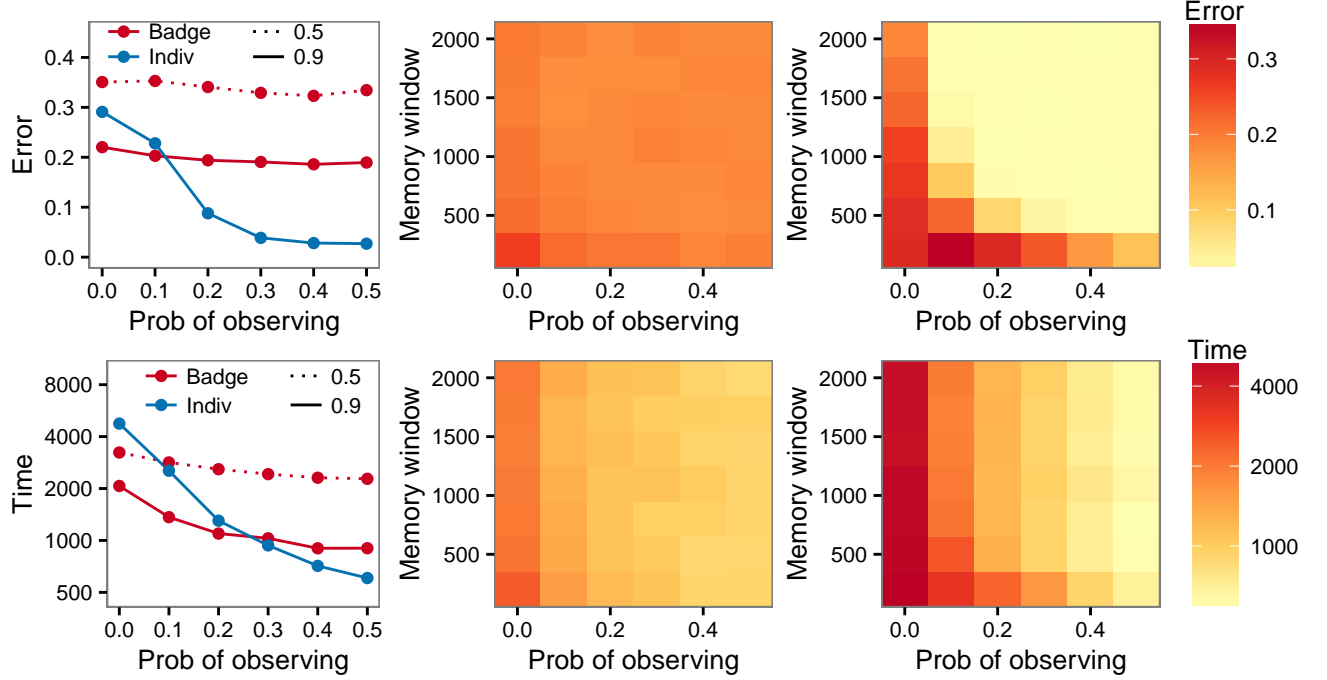 Badge 0.5
Indiv 0.9
Error
0.4
0.3
0.2
0.1
0.0
0.0 0.1 0.2 0.3 0.4 0.5
Prob of observing
Memory window
2000
1500
1000
500
0.0 0.2 0.4
Prob of observing
Memory window
2000
1500
1000
500
0.0 0.2 0.4
Prob of observing
Error
0.3
0.2
0.1
Badge 0.5
Indiv 0.9
Time
8000
4000
2000
1000
500
0.0 0.1 0.2 0.3 0.4 0.5
Prob of observing
Memory window
2000
1500
1000
500
0.0 0.2 0.4
Prob of observing
Memory window
2000
1500
1000
500
0.0 0.2 0.4
Prob of observing
Time
4000
2000
1000